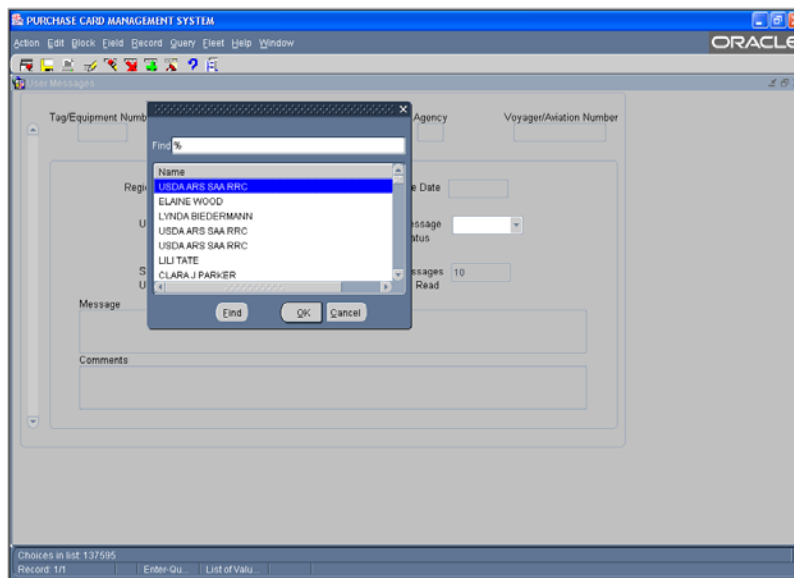 PURCHASE CARD MANAGEMENT SYSTEM
Action Edit Block Field Record Query Fleet Help Window
ORACLE
User Messages
Tag/Equipment Numb
Agency
Voyager/Aviation Number
Find %
Name
USDA ARS SAA RRC
ELAINE WOOD
LYNDA BIEDERMANN
USDA ARS SAA RRC
USDA ARS SAA RRC
LILI TATE
CLARA J PARKER
Find OK Cancel
Regi
e Date
U
essage
atus
S
U
ssages 10
Read
Message
Comments
Choices in list: 137595
Record: 1/1 Enter-Qu... List of Valu...